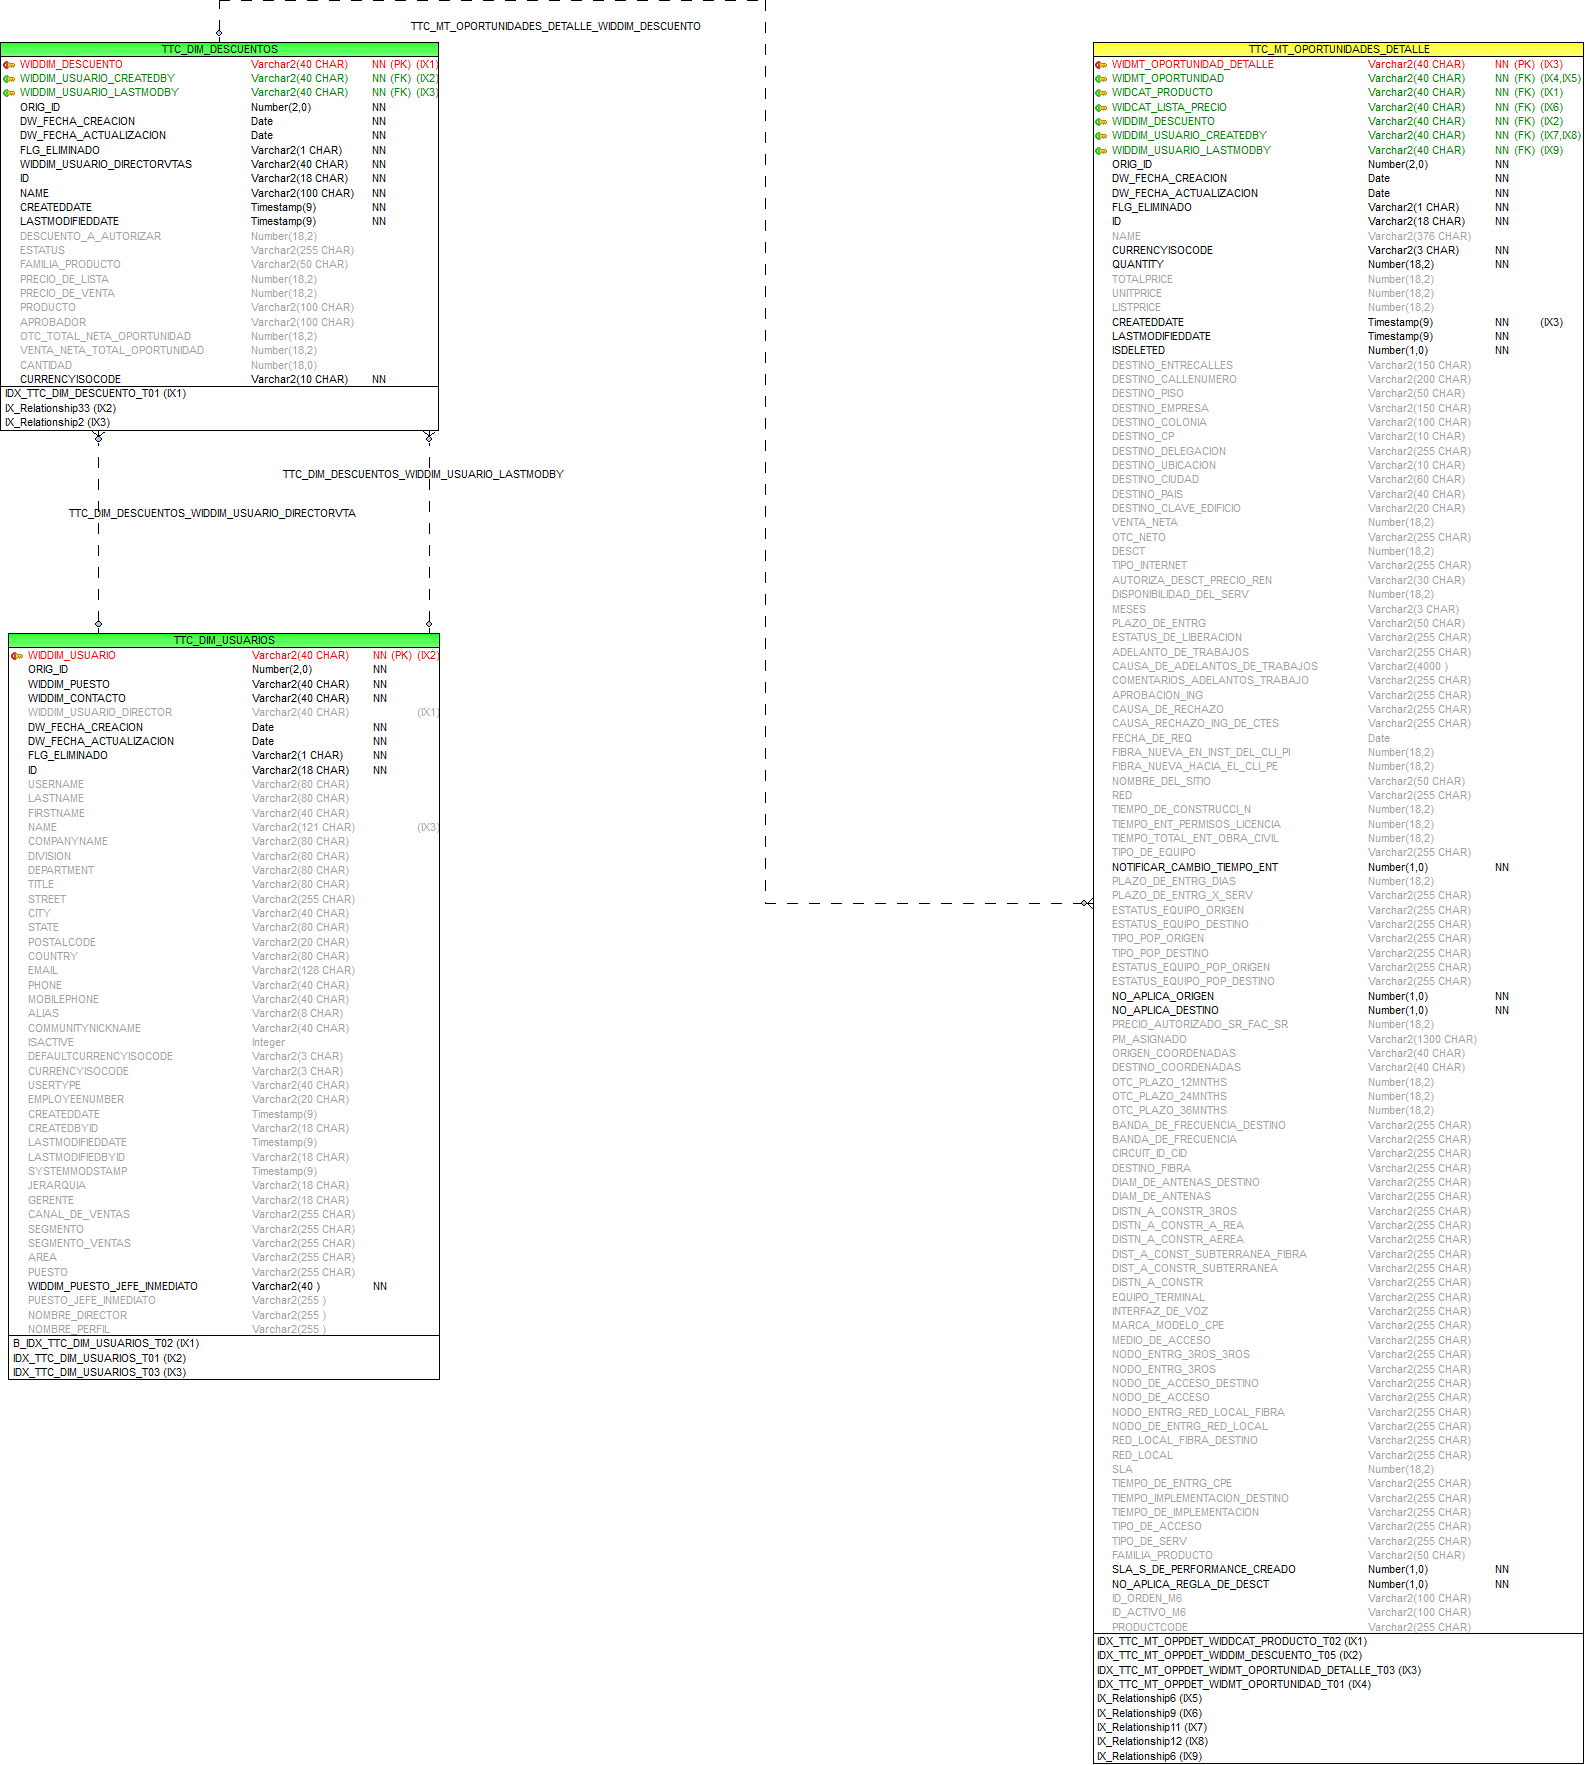 TTC_MT_OPORTUNIDADES_DETALLE_WIDDIM_DESCUENTO
TTC_DIM_DESCUENTOS
WIDDIM_DESCUENTO Varchar2(40 CHAR) NN (PK) (IX1)
WIDDIM_USUARIO_CREATEDBY Varchar2(40 CHAR) NN (FK) (IX2)
WIDDIM_USUARIO_LASTMODBY Varchar2(40 CHAR) NN (FK) (IX3)
ORIG_ID Number(2,0) NN
DW_FECHA_CREACION Date NN
DW_FECHA_ACTUALIZACION Date NN
FLG_ELIMINADO Varchar2(1 CHAR) NN
WIDDIM_USUARIO_DIRECTORVTAS Varchar2(40 CHAR) NN
ID Varchar2(18 CHAR) NN
NAME Varchar2(100 CHAR) NN
CREATEDDATE Timestamp(9) NN
LASTMODIFIEDDATE Timestamp(9) NN
DESCUENTO_A_AUTORIZAR Number(18,2)
ESTATUS Varchar2(255 CHAR)
FAMILIA_PRODUCTO Varchar2(50 CHAR)
PRECIO_DE_LISTA Number(18,2)
PRECIO_DE_VENTA Number(18,2)
PRODUCTO Varchar2(100 CHAR)
APROBADOR Varchar2(100 CHAR)
OTC_TOTAL_NETA_OPORTUNIDAD Number(18,2)
VENTA_NETA_TOTAL_OPORTUNIDAD Number(18,2)
CANTIDAD Number(18,0)
CURRENCYISOCODE Varchar2(10 CHAR) NN
IDX_TTC_DIM_DESCUENTO_T01 (IX1)
IX_Relationship33 (IX2)
IX_Relationship2 (IX3)
TTC_DIM_DESCUENTOS_WIDDIM_USUARIO_LASTMODBY
TTC_DIM_DESCUENTOS_WIDDIM_USUARIO_DIRECTORVTA
TTC_DIM_USUARIOS
WIDDIM_USUARIO Varchar2(40 CHAR) NN (PK) (IX2)
ORIG_ID Number(2,0) NN
WIDDIM_PUESTO Varchar2(40 CHAR) NN
WIDDIM_CONTACTO Varchar2(40 CHAR) NN
WIDDIM_USUARIO_DIRECTOR Varchar2(40 CHAR) (IX1)
DW_FECHA_CREACION Date NN
DW_FECHA_ACTUALIZACION Date NN
FLG_ELIMINADO Varchar2(1 CHAR) NN
ID Varchar2(18 CHAR) NN
USERNAME Varchar2(80 CHAR)
LASTNAME Varchar2(80 CHAR)
FIRSTNAME Varchar2(40 CHAR)
NAME Varchar2(121 CHAR) (IX3)
COMPANYNAME Varchar2(80 CHAR)
DIVISION Varchar2(80 CHAR)
DEPARTMENT Varchar2(80 CHAR)
TITLE Varchar2(80 CHAR)
STREET Varchar2(255 CHAR)
CITY Varchar2(40 CHAR)
STATE Varchar2(80 CHAR)
POSTALCODE Varchar2(20 CHAR)
COUNTRY Varchar2(80 CHAR)
EMAIL Varchar2(128 CHAR)
PHONE Varchar2(40 CHAR)
MOBILEPHONE Varchar2(40 CHAR)
ALIAS Varchar2(8 CHAR)
COMMUNITYNICKNAME Varchar2(40 CHAR)
ISACTIVE Integer
DEFAULTCURRENCYISOCODE Varchar2(3 CHAR)
CURRENCYISOCODE Varchar2(3 CHAR)
USERTYPE Varchar2(40 CHAR)
EMPLOYEENUMBER Varchar2(20 CHAR)
CREATEDDATE Timestamp(9)
CREATEDBYID Varchar2(18 CHAR)
LASTMODIFIEDDATE Timestamp(9)
LASTMODIFIEDBYID Varchar2(18 CHAR)
SYSTEMMODSTAMP Timestamp(9)
JERARQUIA Varchar2(18 CHAR)
GERENTE Varchar2(18 CHAR)
CANAL_DE_VENTAS Varchar2(255 CHAR)
SEGMENTO Varchar2(255 CHAR)
SEGMENTO_VENTAS Varchar2(255 CHAR)
AREA Varchar2(255 CHAR)
PUESTO Varchar2(255 CHAR)
WIDDIM_PUESTO_JEFE_INMEDIATO Varchar2(40 ) NN
PUESTO_JEFE_INMEDIATO Varchar2(255 )
NOMBRE_DIRECTOR Varchar2(255 )
NOMBRE_PERFIL Varchar2(255 )
B_IDX_TTC_DIM_USUARIOS_T02 (IX1)
IDX_TTC_DIM_USUARIOS_T01 (IX2)
IDX_TTC_DIM_USUARIOS_T03 (IX3)
TTC_MT_OPORTUNIDADES_DETALLE
WIDMT_OPORTUNIDAD_DETALLE Varchar2(40 CHAR) NN (PK) (IX3)
WIDMT_OPORTUNIDAD Varchar2(40 CHAR) NN (FK) (IX4,IX5)
WIDCAT_PRODUCTO Varchar2(40 CHAR) NN (FK) (IX1)
WIDCAT_LISTA_PRECIO Varchar2(40 CHAR) NN (FK) (IX6)
WIDDIM_DESCUENTO Varchar2(40 CHAR) NN (FK) (IX2)
WIDDIM_USUARIO_CREATEDBY Varchar2(40 CHAR) NN (FK) (IX7,IX8)
WIDDIM_USUARIO_LASTMODBY Varchar2(40 CHAR) NN (FK) (IX9)
ORIG_ID Number(2,0) NN
DW_FECHA_CREACION Date NN
DW_FECHA_ACTUALIZACION Date NN
FLG_ELIMINADO Varchar2(1 CHAR) NN
ID Varchar2(18 CHAR) NN
NAME Varchar2(376 CHAR)
CURRENCYISOCODE Varchar2(3 CHAR) NN
QUANTITY Number(18,2) NN
TOTALPRICE Number(18,2)
UNITPRICE Number(18,2)
LISTPRICE Number(18,2)
CREATEDDATE Timestamp(9) NN (IX3)
LASTMODIFIEDDATE Timestamp(9) NN
ISDELETED Number(1,0) NN
DESTINO_ENTRECALLES Varchar2(150 CHAR)
DESTINO_CALLENUMERO Varchar2(200 CHAR)
DESTINO_PISO Varchar2(50 CHAR)
DESTINO_EMPRESA Varchar2(150 CHAR)
DESTINO_COLONIA Varchar2(100 CHAR)
DESTINO_CP Varchar2(10 CHAR)
DESTINO_DELEGACION Varchar2(255 CHAR)
DESTINO_UBICACION Varchar2(10 CHAR)
DESTINO_CIUDAD Varchar2(60 CHAR)
DESTINO_PAIS Varchar2(40 CHAR)
DESTINO_CLAVE_EDIFICIO Varchar2(20 CHAR)
VENTA_NETA Number(18,2)
OTC_NETO Varchar2(255 CHAR)
DESCT Number(18,2)
TIPO_INTERNET Varchar2(255 CHAR)
AUTORIZA_DESCT_PRECIO_REN Varchar2(30 CHAR)
DISPONIBILIDAD_DEL_SERV Number(18,2)
MESES Varchar2(3 CHAR)
PLAZO_DE_ENTRG Varchar2(50 CHAR)
ESTATUS_DE_LIBERACION Varchar2(255 CHAR)
ADELANTO_DE_TRABAJOS Varchar2(255 CHAR)
CAUSA_DE_ADELANTOS_DE_TRABAJOS Varchar2(4000 )
COMENTARIOS_ADELANTOS_TRABAJO Varchar2(255 CHAR)
APROBACION_ING Varchar2(255 CHAR)
CAUSA_DE_RECHAZO Varchar2(255 CHAR)
CAUSA_RECHAZO_ING_DE_CTES Varchar2(255 CHAR)
FECHA_DE_REQ Date
FIBRA_NUEVA_EN_INST_DEL_CLI_PI Number(18,2)
FIBRA_NUEVA_HACIA_EL_CLI_PE Number(18,2)
NOMBRE_DEL_SITIO Varchar2(50 CHAR)
RED Varchar2(255 CHAR)
TIEMPO_DE_CONSTRUCCI_N Number(18,2)
TIEMPO_ENT_PERMISOS_LICENCIA Number(18,2)
TIEMPO_TOTAL_ENT_OBRA_CIVIL Number(18,2)
TIPO_DE_EQUIPO Varchar2(255 CHAR)
NOTIFICAR_CAMBIO_TIEMPO_ENT Number(1,0) NN
PLAZO_DE_ENTRG_DIAS Number(18,2)
PLAZO_DE_ENTRG_X_SERV Varchar2(255 CHAR)
ESTATUS_EQUIPO_ORIGEN Varchar2(255 CHAR)
ESTATUS_EQUIPO_DESTINO Varchar2(255 CHAR)
TIPO_POP_ORIGEN Varchar2(255 CHAR)
TIPO_POP_DESTINO Varchar2(255 CHAR)
ESTATUS_EQUIPO_POP_ORIGEN Varchar2(255 CHAR)
ESTATUS_EQUIPO_POP_DESTINO Varchar2(255 CHAR)
NO_APLICA_ORIGEN Number(1,0) NN
NO_APLICA_DESTINO Number(1,0) NN
PRECIO_AUTORIZADO_SR_FAC_SR Number(18,2)
PM_ASIGNADO Varchar2(1300 CHAR)
ORIGEN_COORDENADAS Varchar2(40 CHAR)
DESTINO_COORDENADAS Varchar2(40 CHAR)
OTC_PLAZO_12MNTHS Number(18,2)
OTC_PLAZO_24MNTHS Number(18,2)
OTC_PLAZO_36MNTHS Number(18,2)
BANDA_DE_FRECUENCIA_DESTINO Varchar2(255 CHAR)
BANDA_DE_FRECUENCIA Varchar2(255 CHAR)
CIRCUIT_ID_CID Varchar2(255 CHAR)
DESTINO_FIBRA Varchar2(255 CHAR)
DIAM_DE_ANTENAS_DESTINO Varchar2(255 CHAR)
DIAM_DE_ANTENAS Varchar2(255 CHAR)
DISTN_A_CONSTR_3ROS Varchar2(255 CHAR)
DISTN_A_CONSTR_A_REA Varchar2(255 CHAR)
DISTN_A_CONSTR_AEREA Varchar2(255 CHAR)
DIST_A_CONST_SUBTERRANEA_FIBRA Varchar2(255 CHAR)
DIST_A_CONSTR_SUBTERRANEA Varchar2(255 CHAR)
DISTN_A_CONSTR Varchar2(255 CHAR)
EQUIPO_TERMINAL Varchar2(255 CHAR)
INTERFAZ_DE_VOZ Varchar2(255 CHAR)
MARCA_MODELO_CPE Varchar2(255 CHAR)
MEDIO_DE_ACCESO Varchar2(255 CHAR)
NODO_ENTRG_3ROS_3ROS Varchar2(255 CHAR)
NODO_ENTRG_3ROS Varchar2(255 CHAR)
NODO_DE_ACCESO_DESTINO Varchar2(255 CHAR)
NODO_DE_ACCESO Varchar2(255 CHAR)
NODO_ENTRG_RED_LOCAL_FIBRA Varchar2(255 CHAR)
NODO_DE_ENTRG_RED_LOCAL Varchar2(255 CHAR)
RED_LOCAL_FIBRA_DESTINO Varchar2(255 CHAR)
RED_LOCAL Varchar2(255 CHAR)
SLA Number(18,2)
TIEMPO_DE_ENTRG_CPE Varchar2(255 CHAR)
TIEMPO_IMPLEMENTACION_DESTINO Varchar2(255 CHAR)
TIEMPO_DE_IMPLEMENTACION Varchar2(255 CHAR)
TIPO_DE_ACCESO Varchar2(255 CHAR)
TIPO_DE_SERV Varchar2(255 CHAR)
FAMILIA_PRODUCTO Varchar2(50 CHAR)
SLA_S_DE_PERFORMANCE_CREADO Number(1,0) NN
NO_APLICA_REGLA_DE_DESCT Number(1,0) NN
ID_ORDEN_M6 Varchar2(100 CHAR)
ID_ACTIVO_M6 Varchar2(100 CHAR)
PRODUCTCODE Varchar2(255 CHAR)
IDX_TTC_MT_OPPDET_WIDDCAT_PRODUCTO_T02 (IX1)
IDX_TTC_MT_OPPDET_WIDDIM_DESCUENTO_T05 (IX2)
IDX_TTC_MT_OPPDET_WIDMT_OPORTUNIDAD_DETALLE_T03 (IX3)
IDX_TTC_MT_OPPDET_WIDMT_OPORTUNIDAD_T01 (IX4)
IX_Relationship6 (IX5)
IX_Relationship9 (IX6)
IX_Relationship11 (IX7)
IX_Relationship12 (IX8)
IX_Relationship6 (IX9)